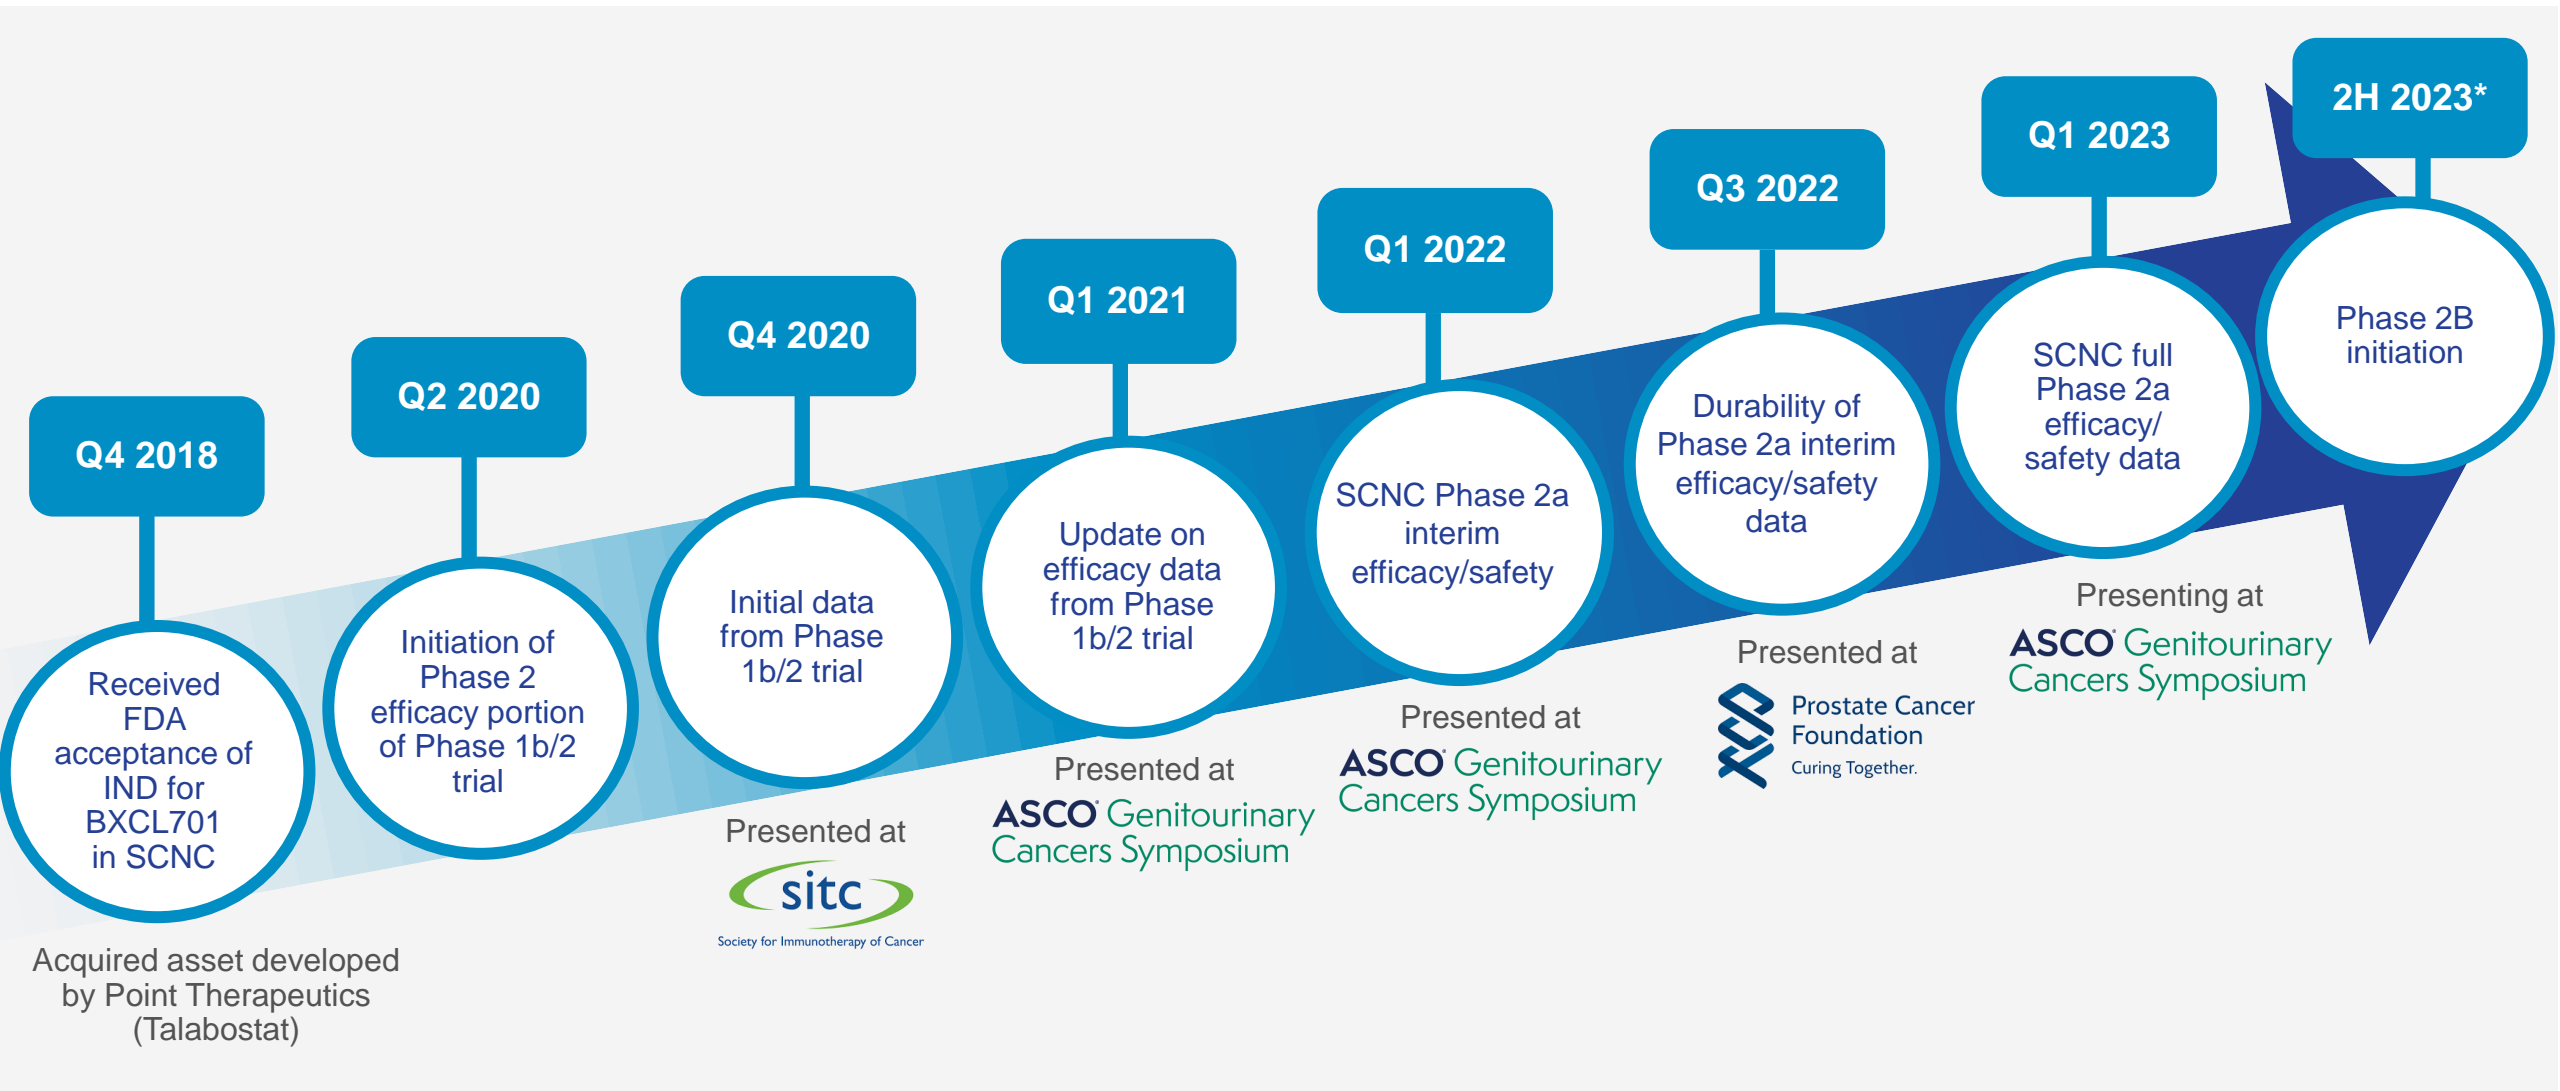 Q4 2018
Received
FDA
acceptance of
IND for
BXCL701
in SCNC
Acquired asset developed
by Point Therapeutics
(Talabostat)
Q2 2020
Initiation of
Phase 2
efficacy portion
of Phase 1b/2
trial
Q4 2020
Initial data
from Phase
1b/2 trial
Presented at
sitc
Society for Immunotherapy of Cancer
Q1 2021
Update on
efficacy data
from Phase
1b/2 trial
Presented at
ASCO® Genitourinary
Cancers Symposium
Q1 2022
SCNC Phase 2a
interim
efficacy/safety
Presented at
ASCO® Genitourinary
Cancers Symposium
Q3 2022
Durability of
Phase 2a interim
efficacy/safety
data
Presented at
Prostate Cancer
Foundation
Curing Together.
Q1 2023
SCNC full
Phase 2a
efficacy/
safety data
Presenting at
ASCO® Genitourinary
Cancers Symposium
2H 2023*
Phase 2B
initiation